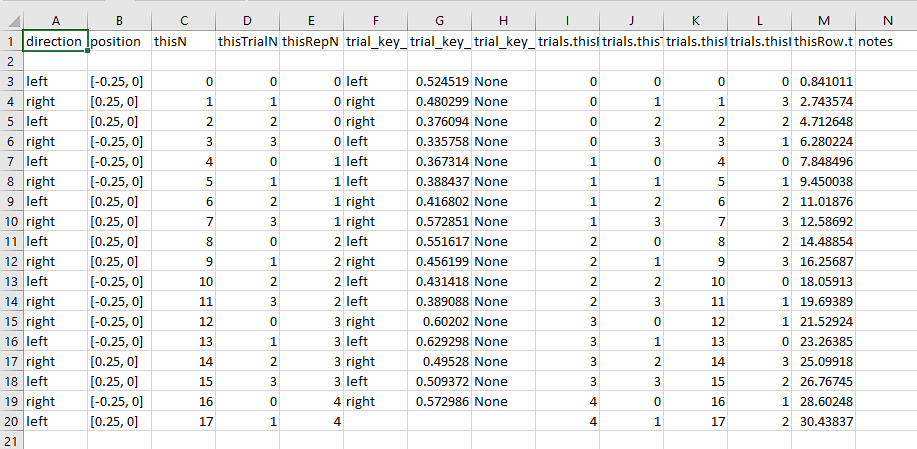 A B C D E F G H I J K L M N
1 direction position thisN thisTrialN thisRepN trial_key_ trial_key_ trial_key_ trials.this trials.this trials.this trials.this thisRow.t notes
2
3 left [-0.25, 0] 0 0 0 left 0.524519 None 0 0 0 0 0.841011
4 right [0.25, 0] 1 1 0 right 0.480299 None 0 1 1 3 2.743574
5 left [0.25, 0] 2 2 0 right 0.376094 None 0 2 2 2 4.712648
6 right [-0.25, 0] 3 3 0 left 0.335758 None 0 3 3 1 6.280224
7 left [-0.25, 0] 4 0 1 left 0.367314 None 1 0 4 0 7.848496
8 right [-0.25, 0] 5 1 1 left 0.388437 None 1 1 5 1 9.450038
9 left [0.25, 0] 6 2 1 right 0.416802 None 1 2 6 2 11.01876
10 right [0.25, 0] 7 3 1 right 0.572851 None 1 3 7 3 12.58692
11 left [0.25, 0] 8 0 2 left 0.551617 None 2 0 8 2 14.48854
12 right [0.25, 0] 9 1 2 right 0.456199 None 2 1 9 3 16.25687
13 left [-0.25, 0] 10 2 2 left 0.431418 None 2 2 10 0 18.05913
14 right [-0.25, 0] 11 3 2 left 0.389088 None 2 3 11 1 19.69389
15 right [-0.25, 0] 12 0 3 right 0.60202 None 3 0 12 1 21.52924
16 left [-0.25, 0] 13 1 3 left 0.629298 None 3 1 13 0 23.26385
17 right [0.25, 0] 14 2 3 right 0.49528 None 3 2 14 3 25.09918
18 left [0.25, 0] 15 3 3 left 0.509372 None 3 3 15 2 26.76745
19 right [-0.25, 0] 16 0 4 right 0.572986 None 4 0 16 1 28.60248
20 left [0.25, 0] 17 1 4 4 1 17 2 30.43837
21